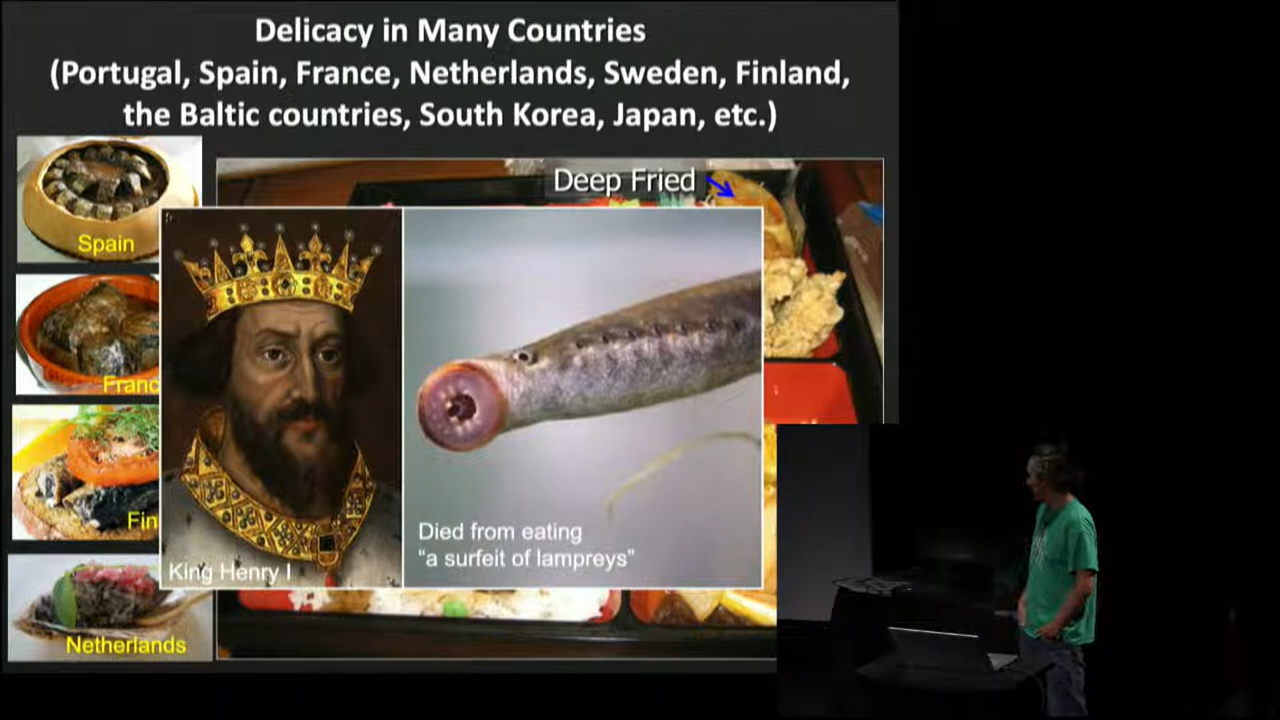 Delicacy in Many Countries
(Portugal, Spain, France, Netherlands, Sweden, Finland,
the Baltic countries, South Korea, Japan, etc.)
Deep Fried
Spain
Franc
Fin
Netherlands
King Henry I
Died from eating
“a surfeit of lampreys”